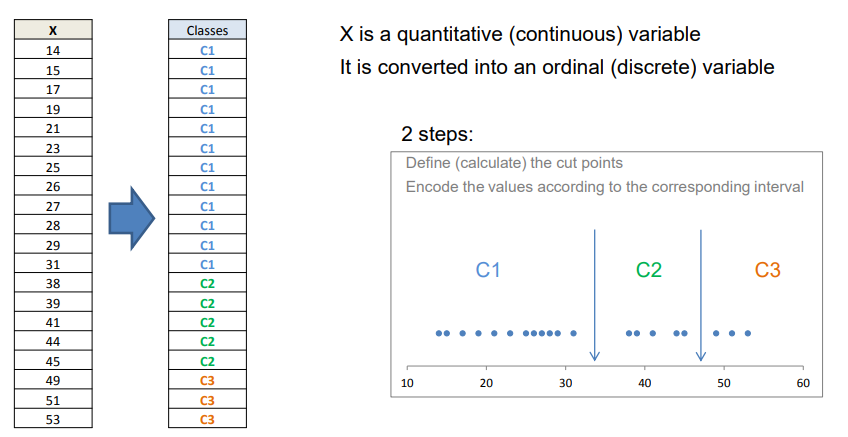 X
14
15
17
19
21
23
25
26
27
28
29
31
38
39
41
44
45
49
51
53
Classes
C1
C1
C1
C1
C1
C1
C1
C1
C1
C1
C1
C1
C2
C2
C2
C2
C2
C3
C3
C3
X is a quantitative (continuous) variable
It is converted into an ordinal (discrete) variable
2 steps:
Define (calculate) the cut points
Encode the values according to the corresponding interval
C1 C2 C3
10 20 30 40 50 60